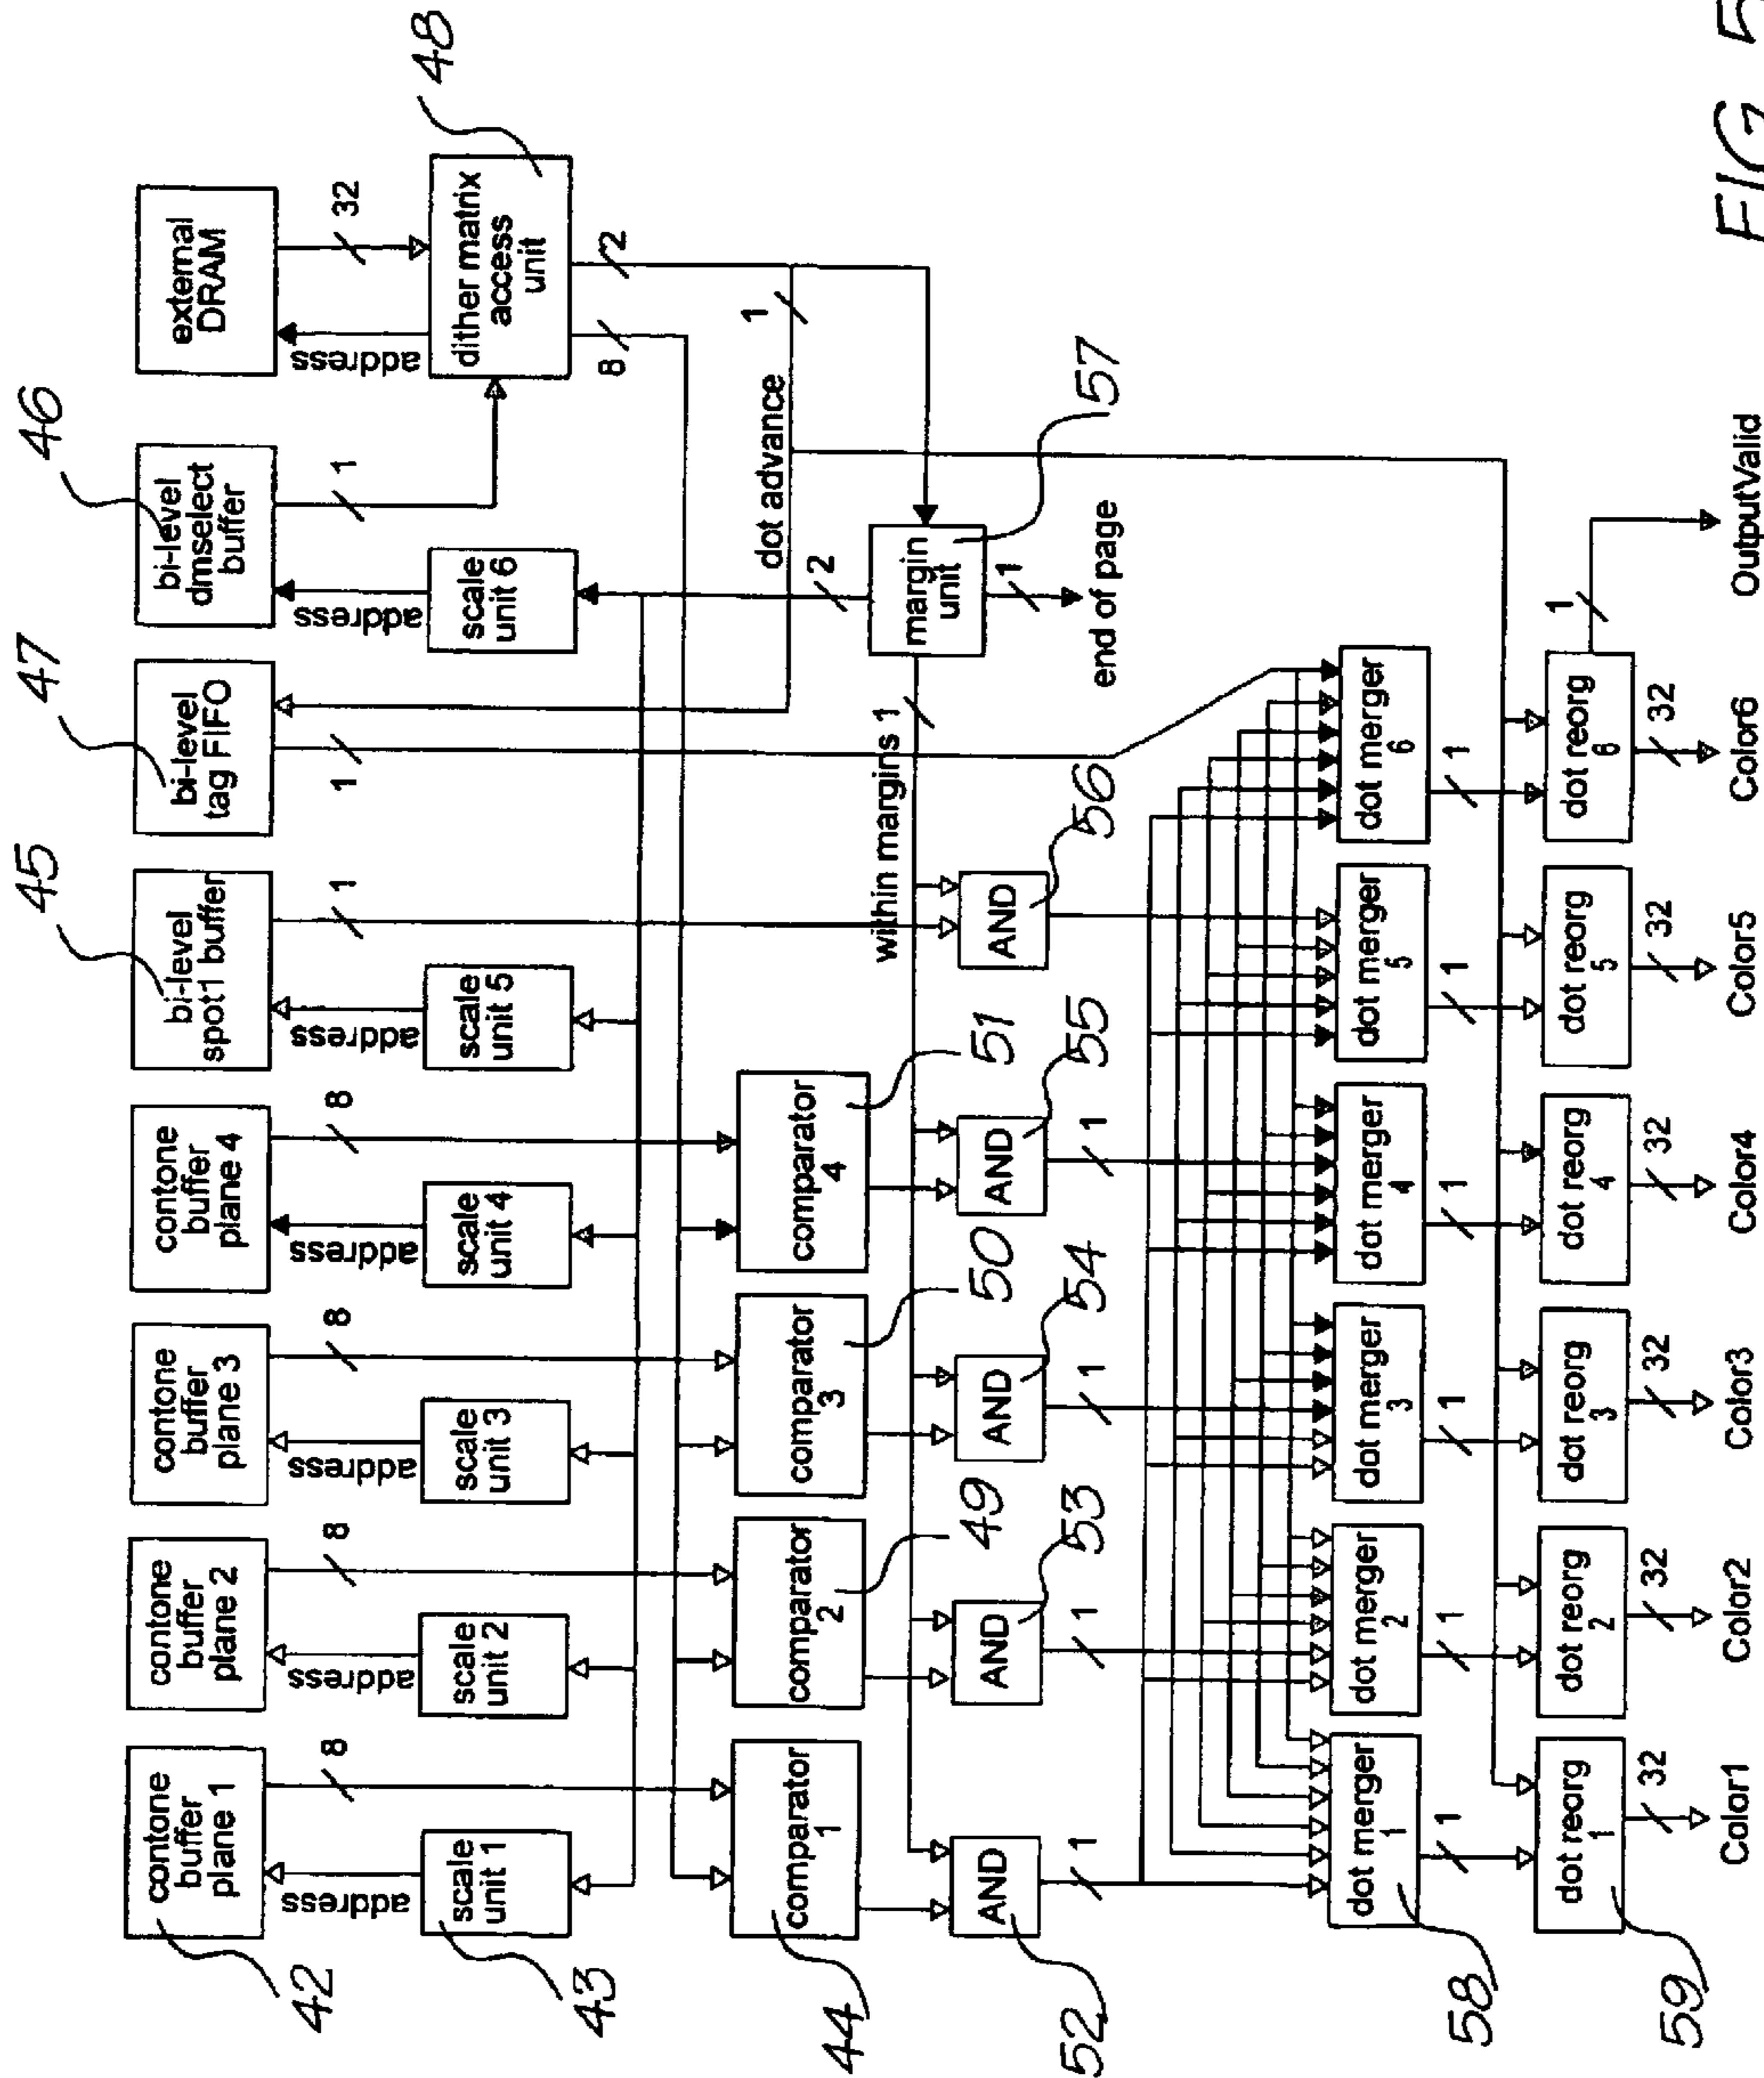 46
48
47
45
42
contone
buffer
plane 1
contone
buffer
plane 2
contone
buffer
plane 3
contone
buffer
plane 4
bi-level
spot1 buffer
bi-level
tag FIFO
bi-level
dmselect
buffer
external
DRAM
8
8
8
8
1
1
1
32
address
address
address
address
address
address
address
scale
unit 1
scale
unit 2
scale
unit 3
scale
unit 4
scale
unit 5
scale
unit 6
dither matrix
access
unit
43
8
2
1
dot advance
comparator
1
comparator
2
comparator
3
comparator
4
44
49
50
51
2
margin
unit
57
1
end of page
within margins 1
AND
AND
AND
AND
AND
52
53
54
55
56
1
1
1
1
dot merger
1
dot merger
2
dot merger
3
dot merger
4
dot merger
5
dot merger
6
58
1
1
1
1
1
1
dot reorg
1
dot reorg
2
dot reorg
3
dot reorg
4
dot reorg
5
dot reorg
6
59
32
32
32
32
32
32
1
Color1
Color2
Color3
Color4
Color5
Color6
OutputValid
FIG 5